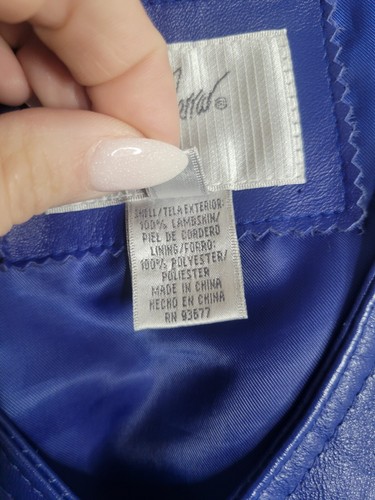 SHELL/TELA EXTERIOR:
100% LAMBSKIN/
PIEL DE CORDERO
LINING/FORRO:
100% POLYESTER/
POLIESTER
MADE IN CHINA
HECHO EN CHINA
RN 93677